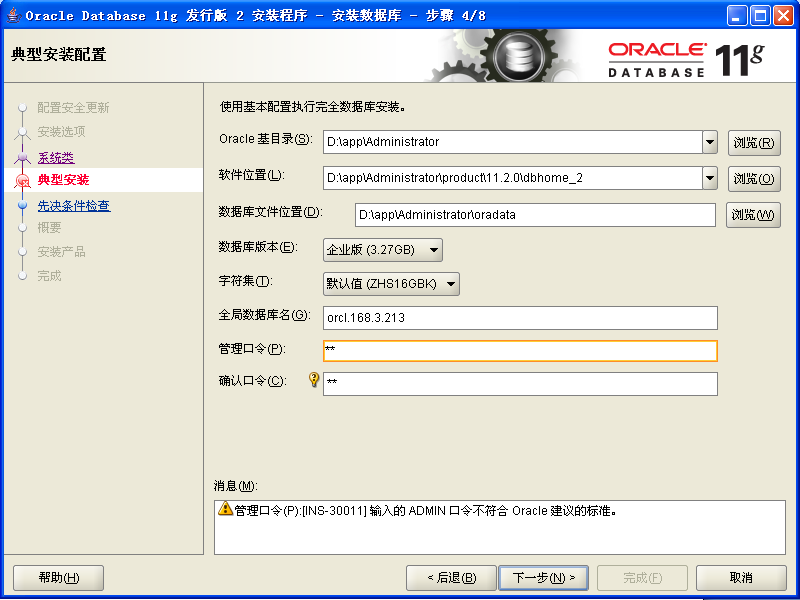 Oracle Database 11g 发行版 2 安装程序 - 安装数据库 - 步骤 4/8
典型安装配置
ORACLE
DATABASE 11g
配置安全更新
安装选项
系统类
典型安装
先决条件检查
概要
安装产品
完成
使用基本配置执行完全数据库安装。
Oracle 基目录(S): D:\app\Administrator 浏览(R)
软件位置(L): D:\app\Administrator\product\11.2.0\dbhome_2 浏览(O)
数据库文件位置(D): D:\app\Administrator\oradata 浏览(W)
数据库版本(E): 企业版 (3.27GB)
字符集(T): 默认值 (ZHS16GBK)
全局数据库名(G): orcl.168.3.213
管理口令(P): **
确认口令(C): **
消息(M):
管理口令(P):[INS-30011] 输入的 ADMIN 口令不符合 Oracle 建议的标准。
帮助(H) < 后退(B) 下一步(N) > 完成(F) 取消